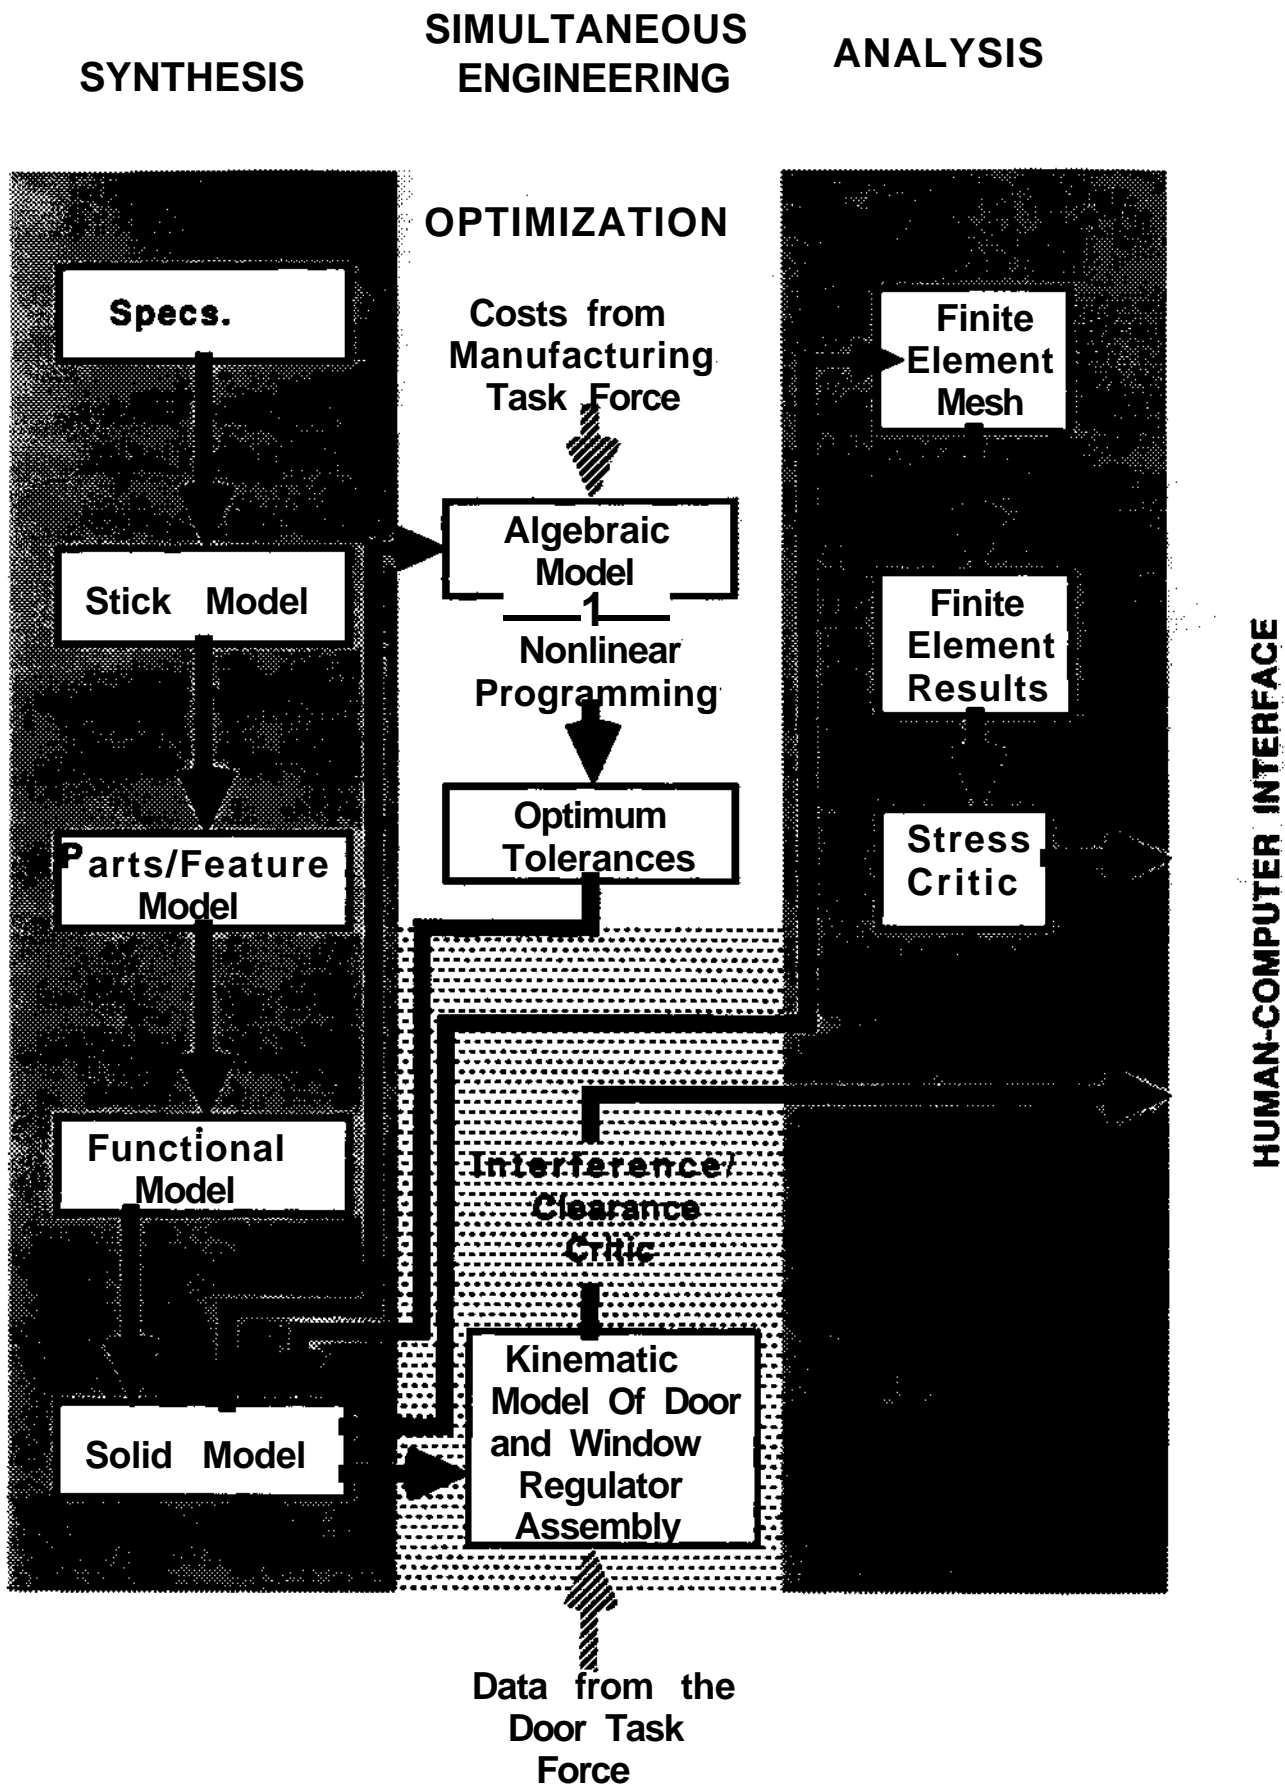 SYNTHESIS
SIMULTANEOUS
ENGINEERING
ANALYSIS
Specs.
Stick Model
Parts/Feature
Model
Functional
Model
Solid Model
OPTIMIZATION
Costs from
Manufacturing
Task Force
Algebraic
Model
1
Nonlinear
Programming
Optimum
Tolerances
Interference/
Clearance
Critic
Kinematic
Model Of Door
and Window
Regulator
Assembly
Data from the
Door Task
Force
Finite
Element
Mesh
Finite
Element
Results
Stress
Critic
HUMAN-COMPUTER INTERFACE